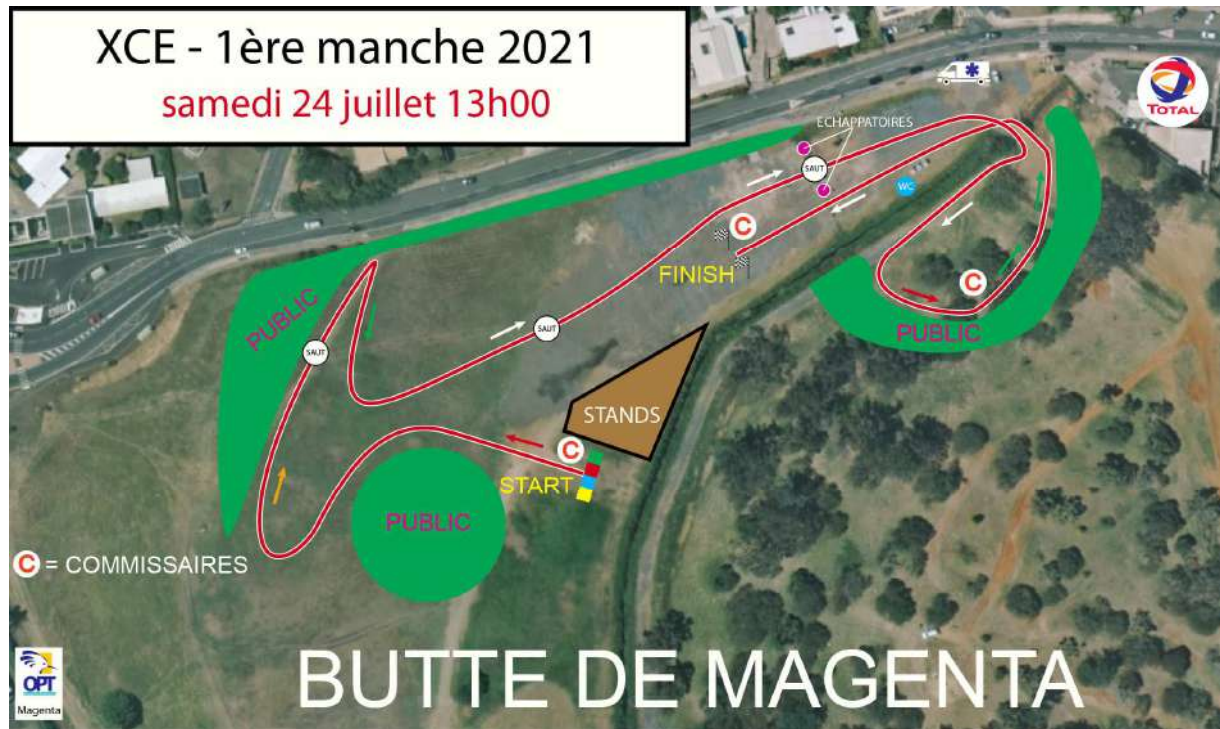 XCE - 1ère manche 2021
samedi 24 juillet 13h00
TOTAL
ECHAPPATOIRES
SAUT
WC
C
FINISH
PUBLIC
SAUT
C
PUBLIC
SAUT
STANDS
C
START
PUBLIC
C = COMMISSAIRES
OPT
Magenta
BUTTE DE MAGENTA